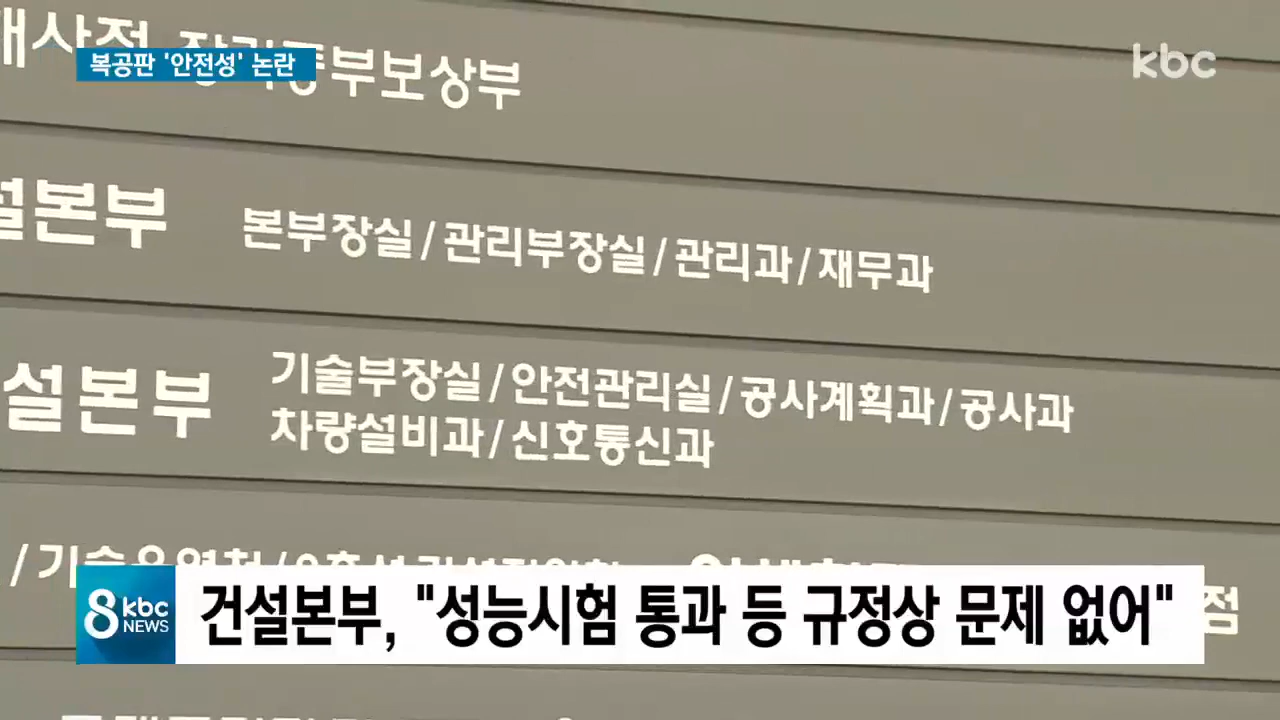 복공판 '안전성' 논란
kbc
부보상부
설본부 본부장실/관리부장실/관리과/재무과
설본부 기술부장실/안전관리실/공사계획과/공사과
차량설비과/신호통신과
점
8 kbc NEWS
건설본부, "성능시험 통과 등 규정상 문제 없어"